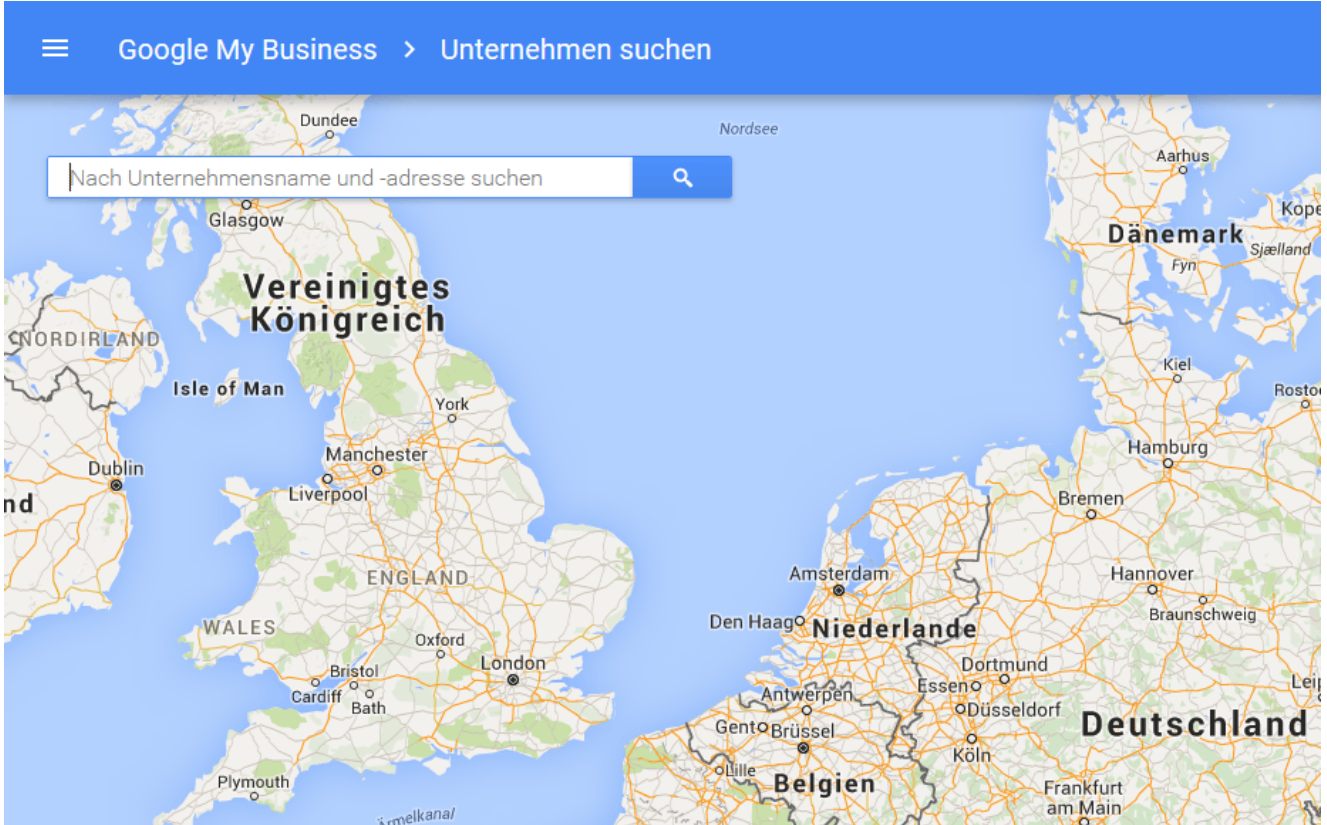 Google My Business > Unternehmen suchen
Dundee
Nordsee
Aarhus
Nach Unternehmensname und -adresse suchen
Glasgow
Kope
Dänemark
Sjælland
Fyn
Vereinigtes
Königreich
NORDIRLAND
Isle of Man
Kiel
Rosto
York
Manchester
Hamburg
Dublin
Liverpool
nd
Bremen
Amsterdam
Hannover
ENGLAND
Braunschweig
WALES
Den Haag
Niederlande
Oxford
London
Dortmund
Bristol
Cardiff
Bath
Antwerpen
Essen
Leip
Düsseldorf
Gent
Brüssel
Deutschland
Köln
Lille
Plymouth
Belgien
Frankfurt
am Main
Ärmelkanal